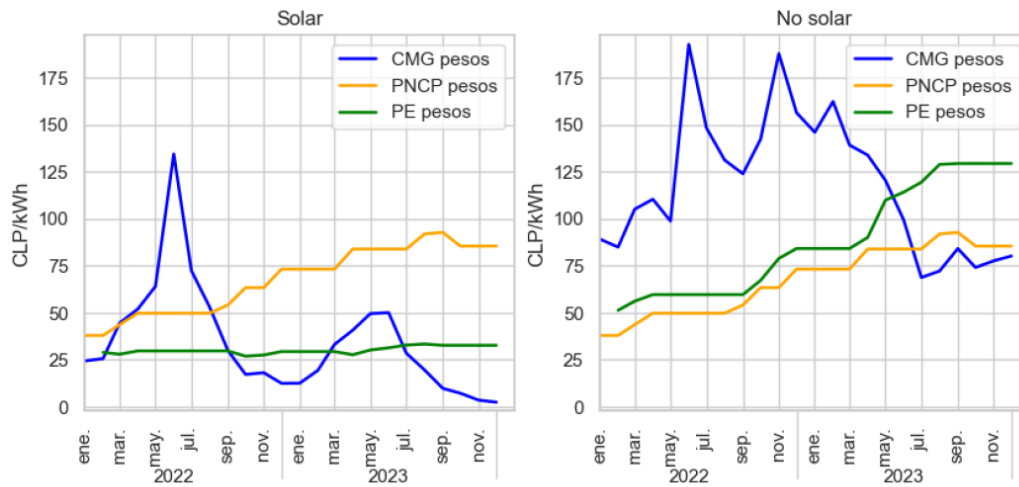 Solar
CLP/kWh
175
150
125
100
75
50
25
0
CMG pesos
PNCP pesos
PE pesos
ene. mar. may. jul. sep. nov. ene. mar. may. jul. sep. nov.
2022 2023
No solar
CLP/kWh
175
150
125
100
75
50
25
0
CMG pesos
PNCP pesos
PE pesos
ene. mar. may. jul. sep. nov. ene. mar. may. jul. sep. nov.
2022 2023